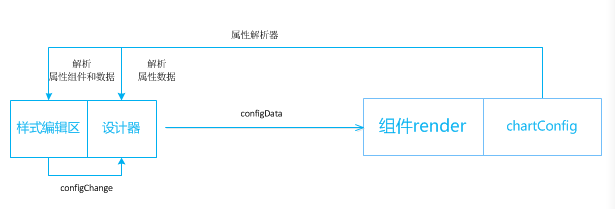 属性解析器
解析
属性组件和数据
解析
属性数据
样式编辑区
设计器
configData
组件render
chartConfig
configChange